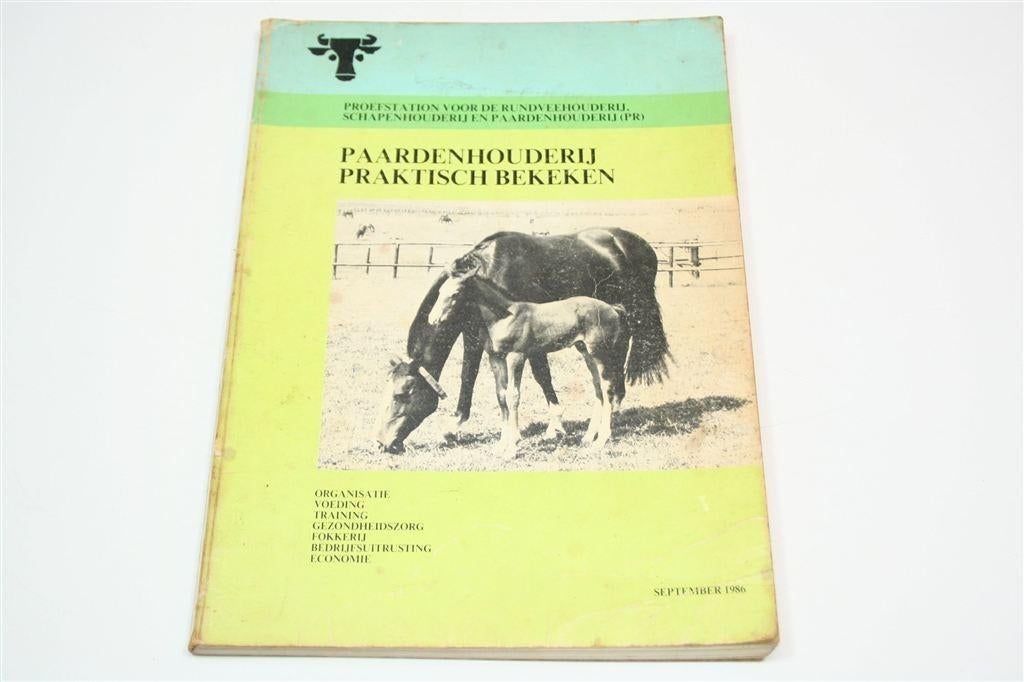 PROEFSTATION VOOR DE RUNDVEEHOUDERIJ,
SCHAPENHOUDERIJ EN PAARDENHOUDERIJ (PR)
PAARDENHOUDERIJ
PRAKTISCH BEKEKEN
ORGANISATIE
VOEDING
TRAINING
GEZONDHEIDSZORG
FOKKERIJ
BEDRIJFSUITRUSTING
ECONOMIE
SEPTEMBER 1986